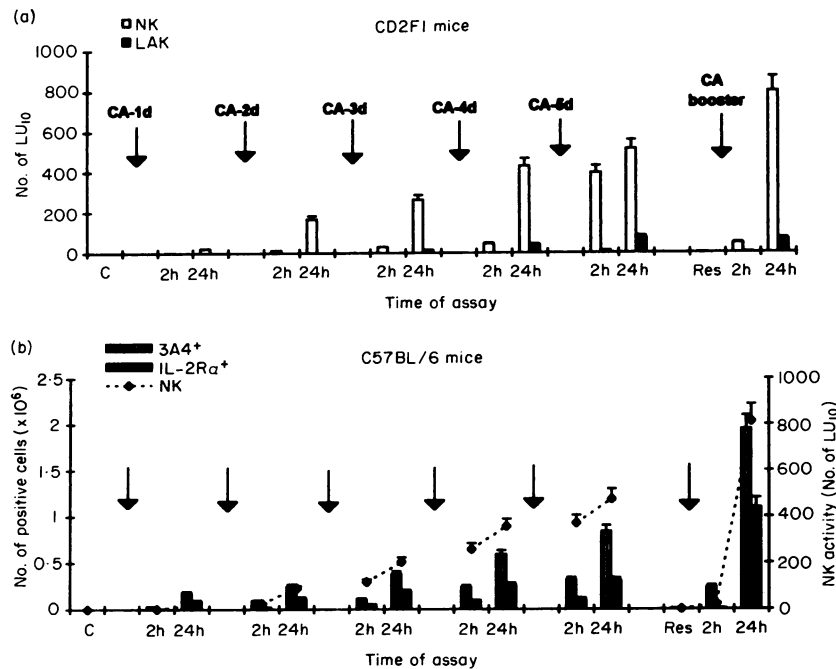 (a)
NK
LAK
CD2F1 mice
1000
800
600
400
200
0
No. of LU10
CA-1d
CA-2d
CA-3d
CA-4d
CA-5d
CA
booster
C 2h 24h 2h 24h 2h 24h 2h 24h 2h 24h Res 2h 24h
Time of assay
(b)
3A4+
IL-2Rα+
NK
C57BL/6 mice
2·5
2
1·5
1
0·5
0
No. of positive cells (×10⁶)
1000
800
600
400
200
0
NK activity (No. of LU10)
C 2h 24h 2h 24h 2h 24h 2h 24h 2h 24h Res 2h 24h
Time of assay